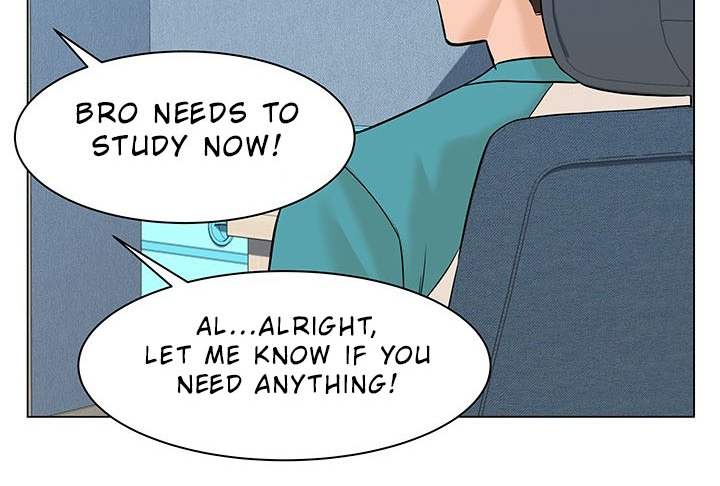 BRO NEEDS TO
STUDY NOW!
AL...ALRIGHT,
LET ME KNOW IF YOU
NEED ANYTHING!